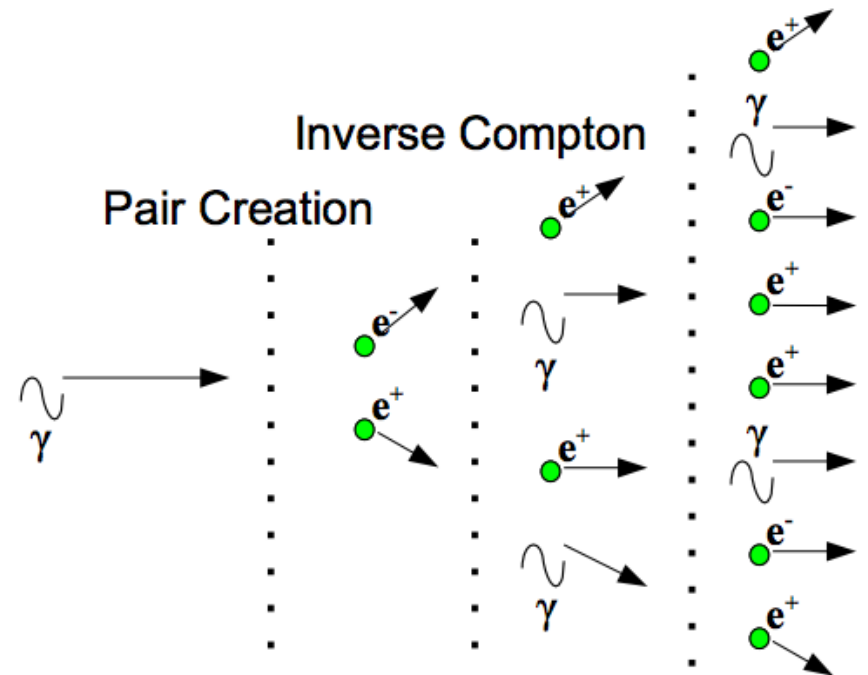 Pair Creation
Inverse Compton
γ
e-
e+
e+
γ
e+
γ
e+
γ
e-
e+
e+
γ
e-
e+